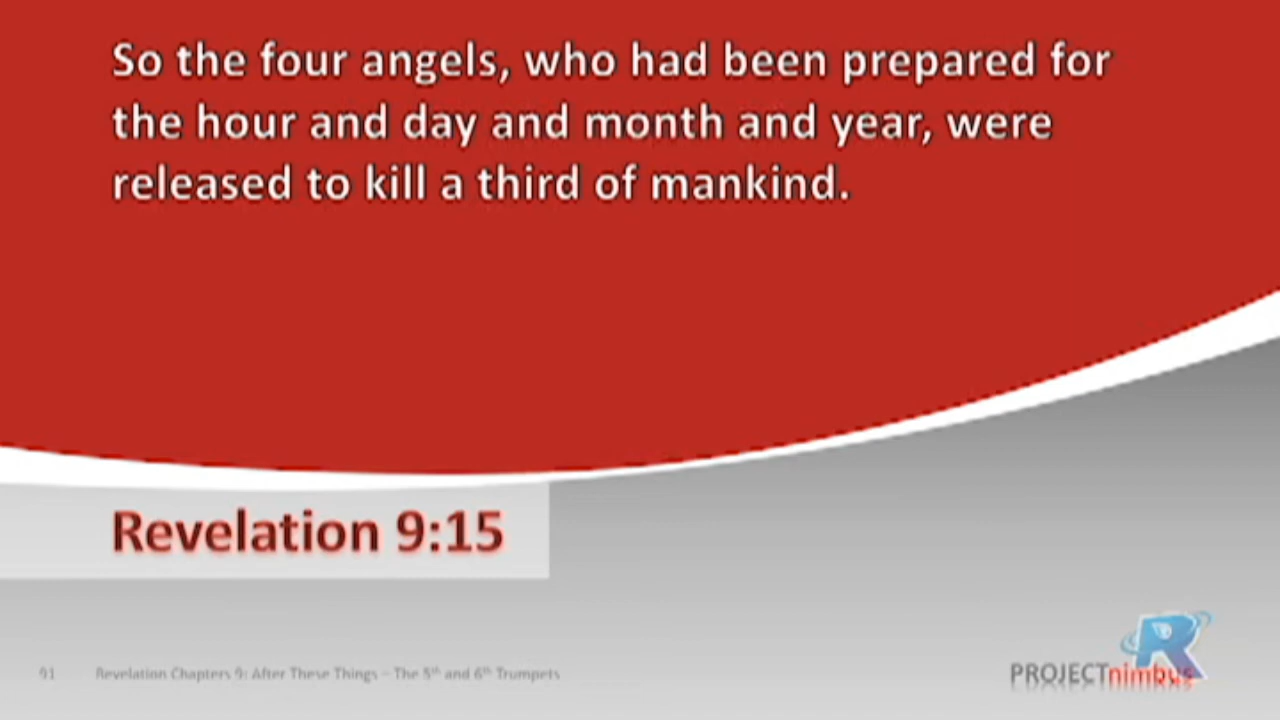 So the four angels, who had been prepared for
the hour and day and month and year, were
released to kill a third of mankind.
Revelation 9:15
91 Revelation Chapters 9: After These Things – The 5th and 6th Trumpets
PROJECTnimbus
R